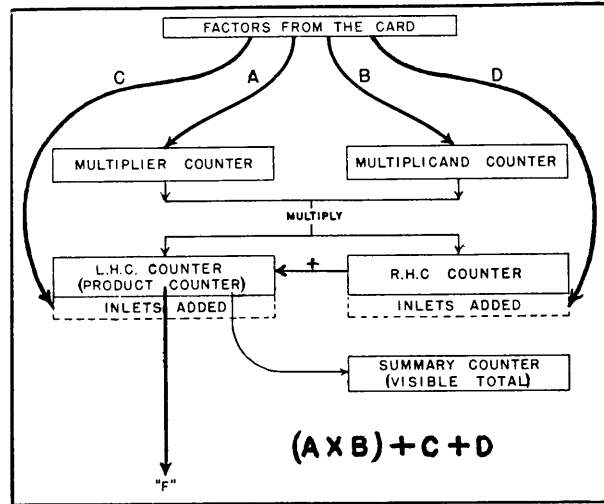 FACTORS FROM THE CARD
C
A
B
D
MULTIPLIER COUNTER
MULTIPLICAND COUNTER
MULTIPLY
L.H.C. COUNTER
(PRODUCT COUNTER)
+
R.H.C COUNTER
INLETS ADDED
INLETS ADDED
SUMMARY COUNTER
(VISIBLE TOTAL)
(A X B) + C + D
"F"